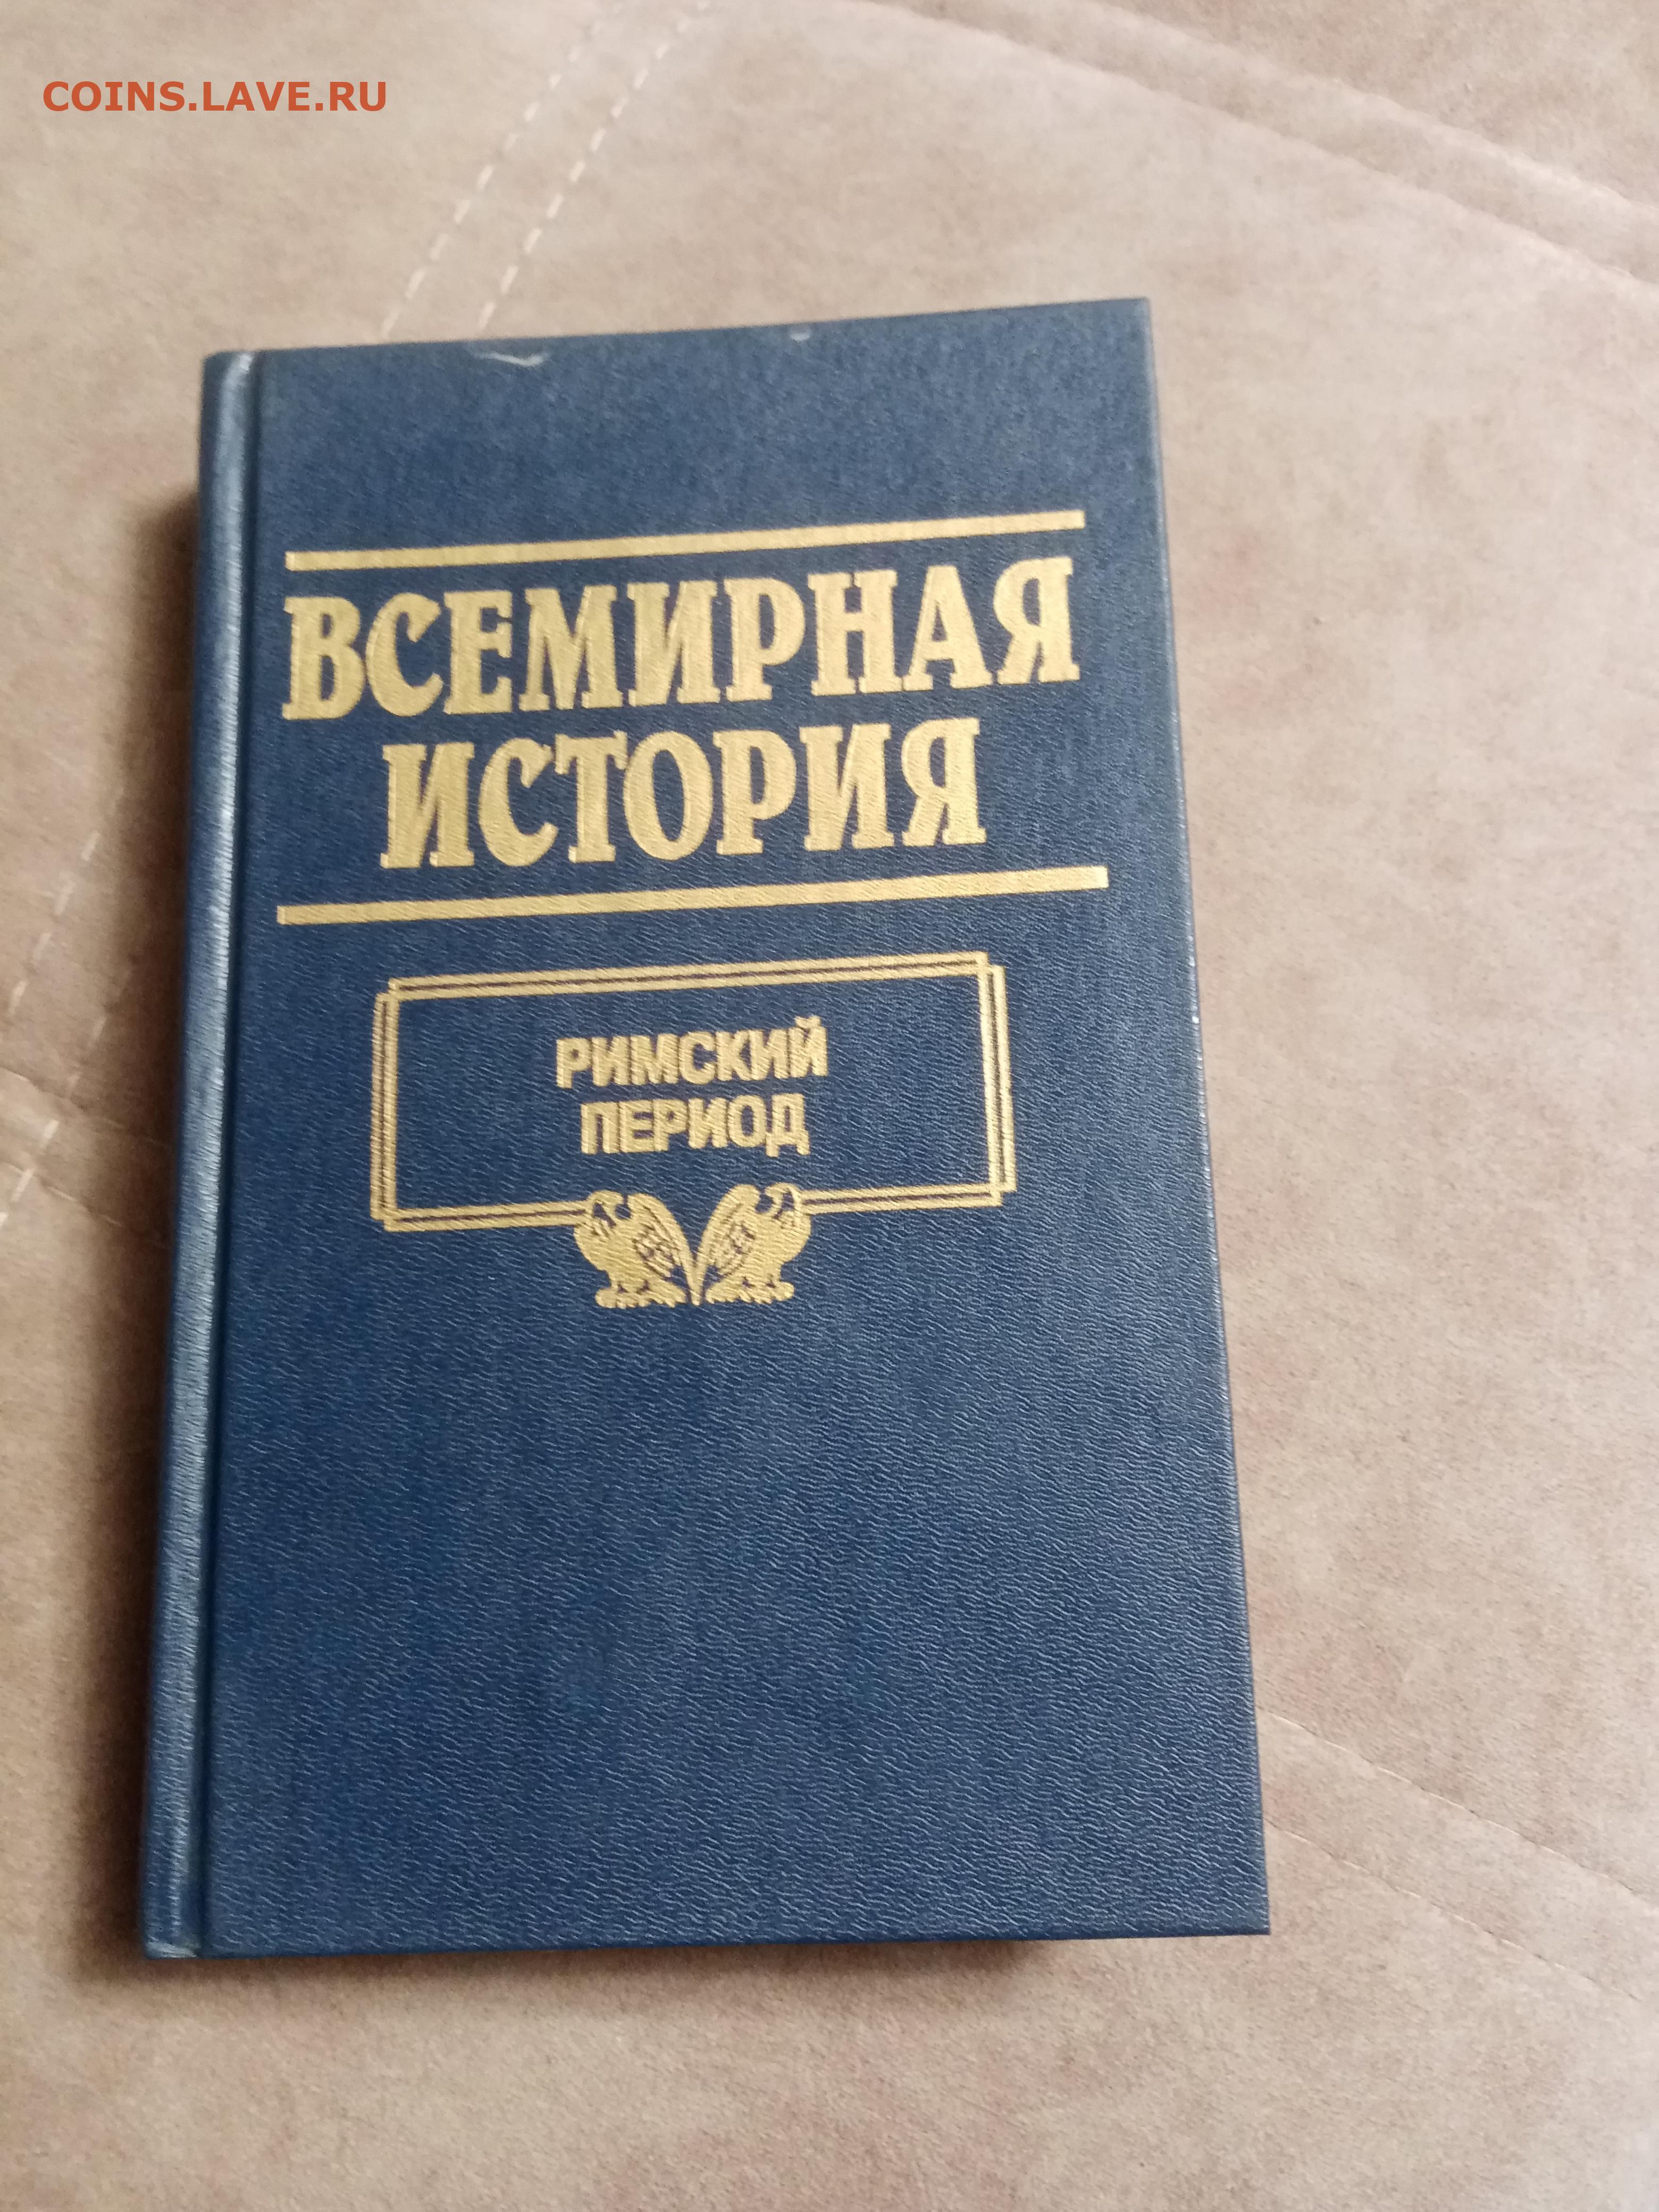 COINS.LAVE.RU
ВСЕМИРНАЯ
ИСТОРИЯ
РИМСКИЙ
ПЕРИОД